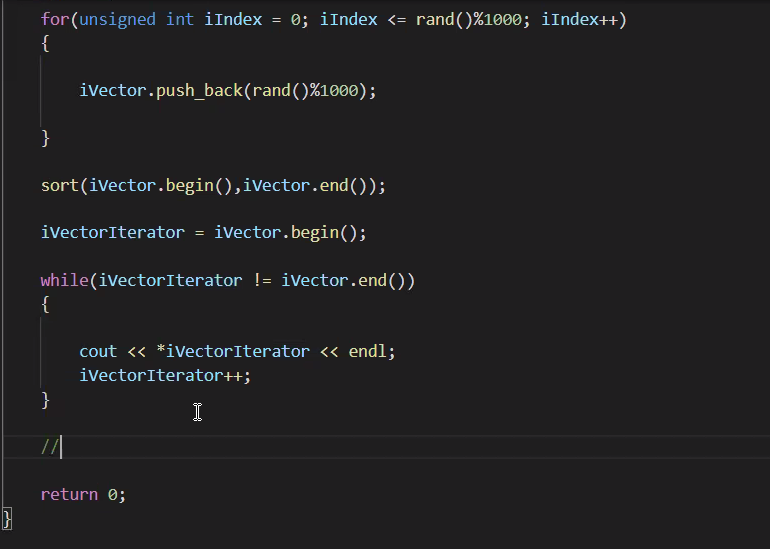 for(unsigned int iIndex = 0; iIndex <= rand()%1000; iIndex++)
{
iVector.push_back(rand()%1000);
}
sort(iVector.begin(),iVector.end());
iVectorIterator = iVector.begin();
while(iVectorIterator != iVector.end())
{
cout << *iVectorIterator << endl;
iVectorIterator++;
}
//
return 0;
}